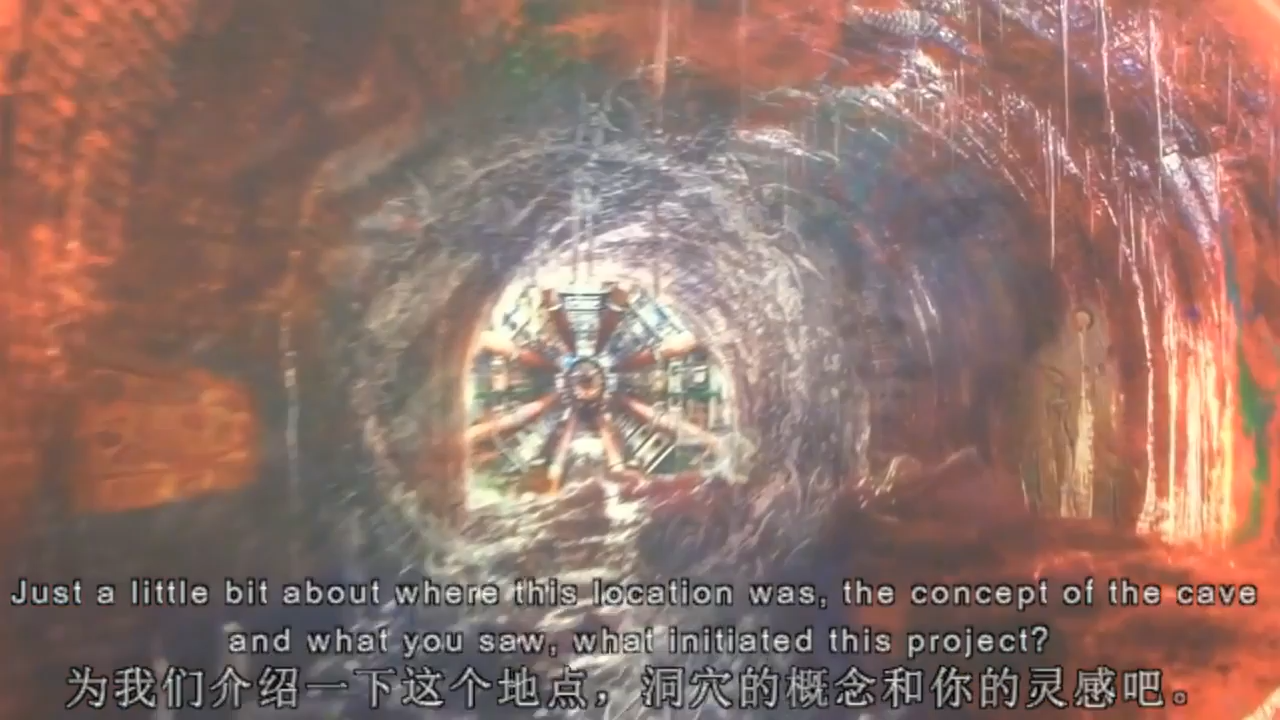 Just a little bit about where this location was, the concept of the cave
and what you saw, what initiated this project?
为我们介绍一下这个地点，洞穴的概念和你的灵感吧。